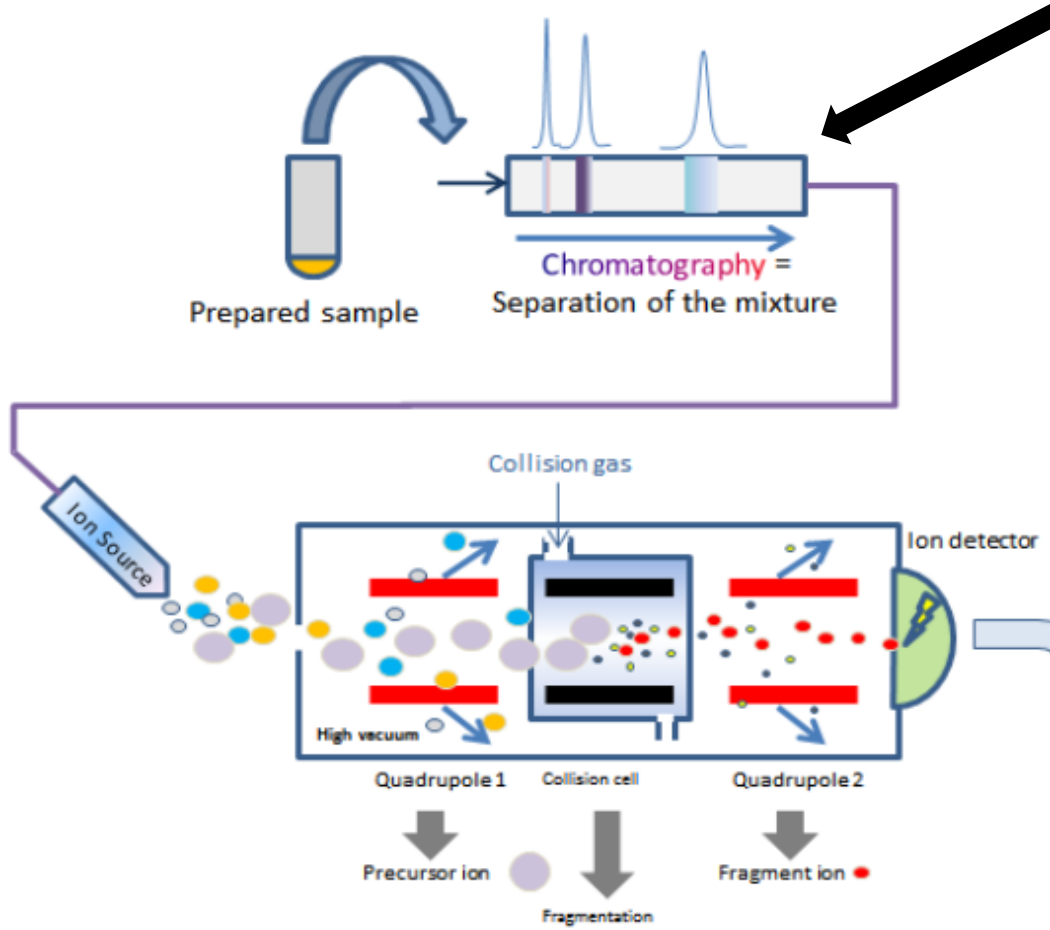 Prepared sample
Chromatography =
Separation of the mixture
Collision gas
Ion Source
Ion detector
High vacuum
Quadrupole 1
Collision cell
Quadrupole 2
Precursor ion
Fragment ion
Fragmentation